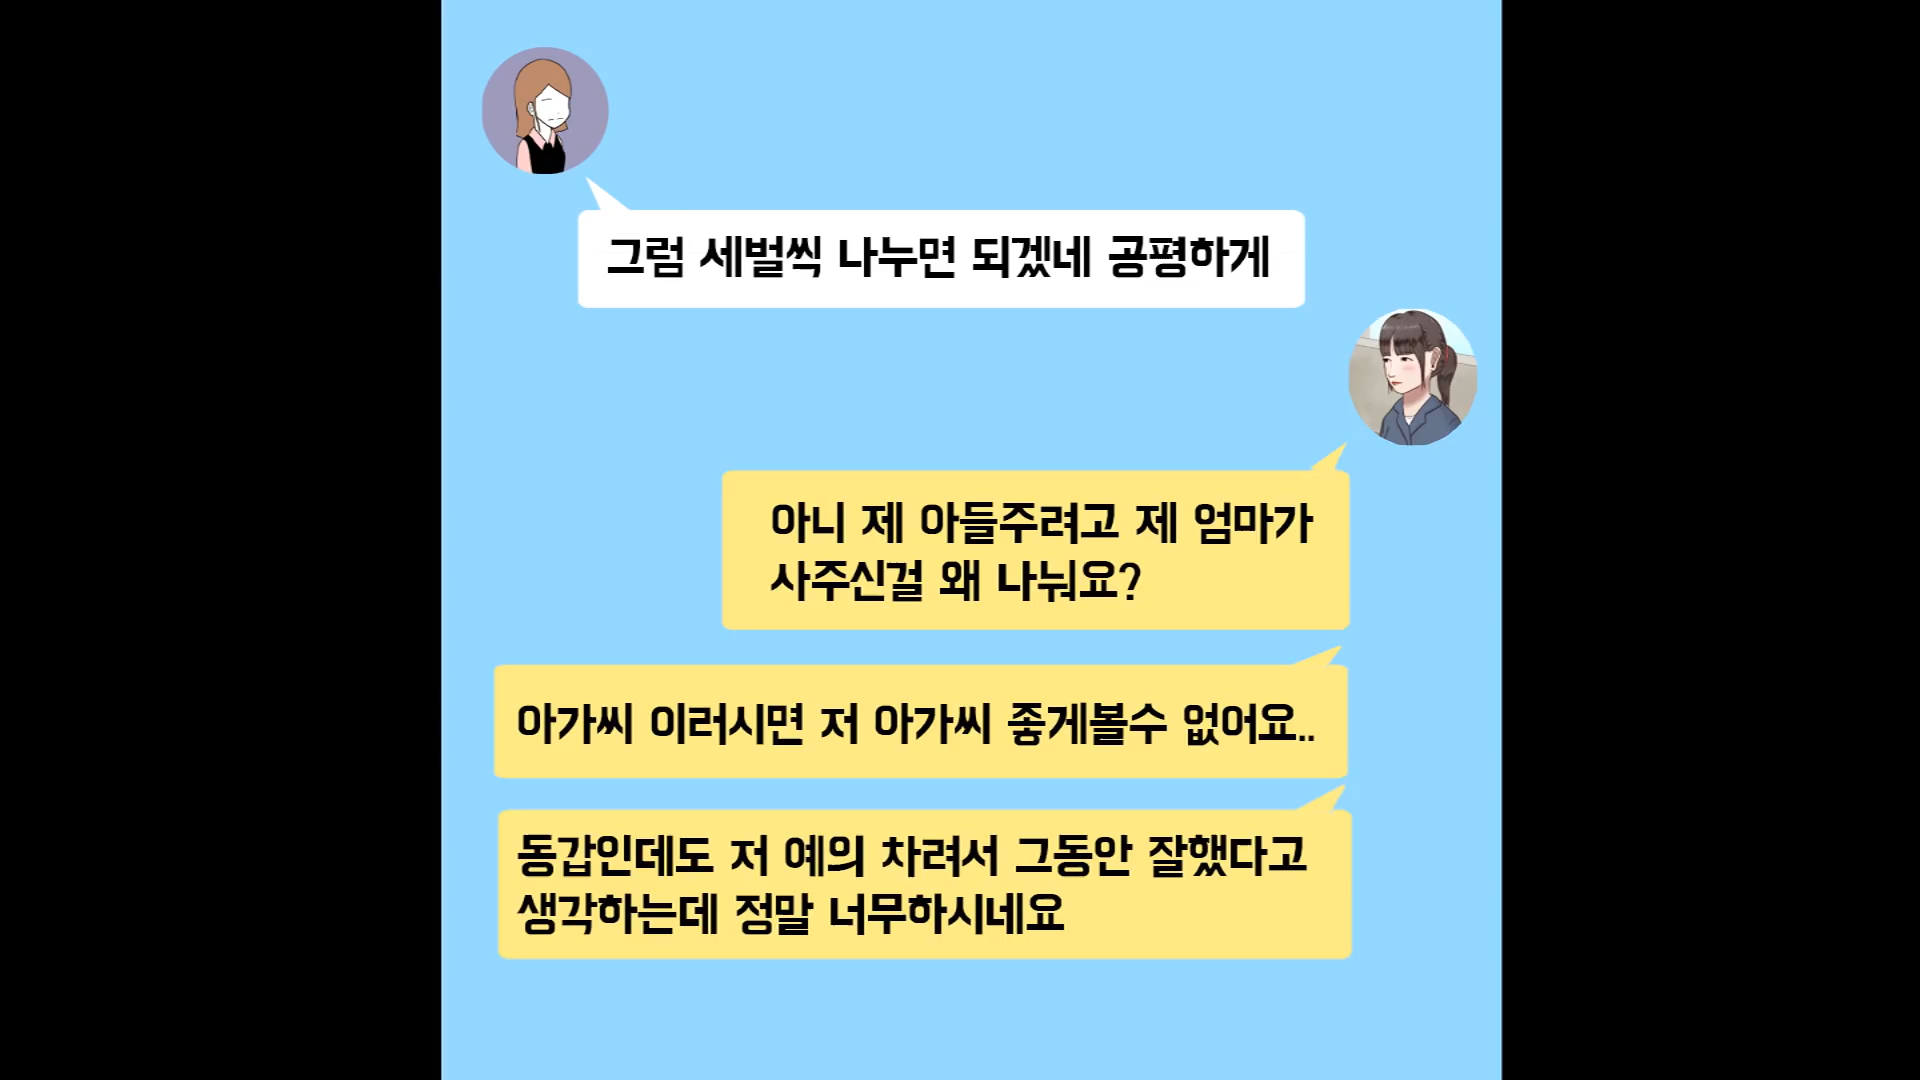 그럼 세벌씩 나누면 되겠네 공평하게
아니 제 아들주려고 제 엄마가
사주신걸 왜 나눠요?
아가씨 이러시면 저 아가씨 좋게볼수 없어요..
동갑인데도 저 예의 차려서 그동안 잘했다고
생각하는데 정말 너무하시네요